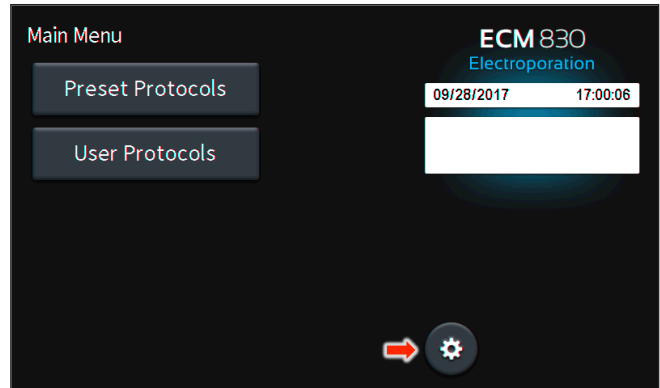 Main Menu
ECM 830
Electroporation
Preset Protocols
09/28/2017 17:00:06
User Protocols